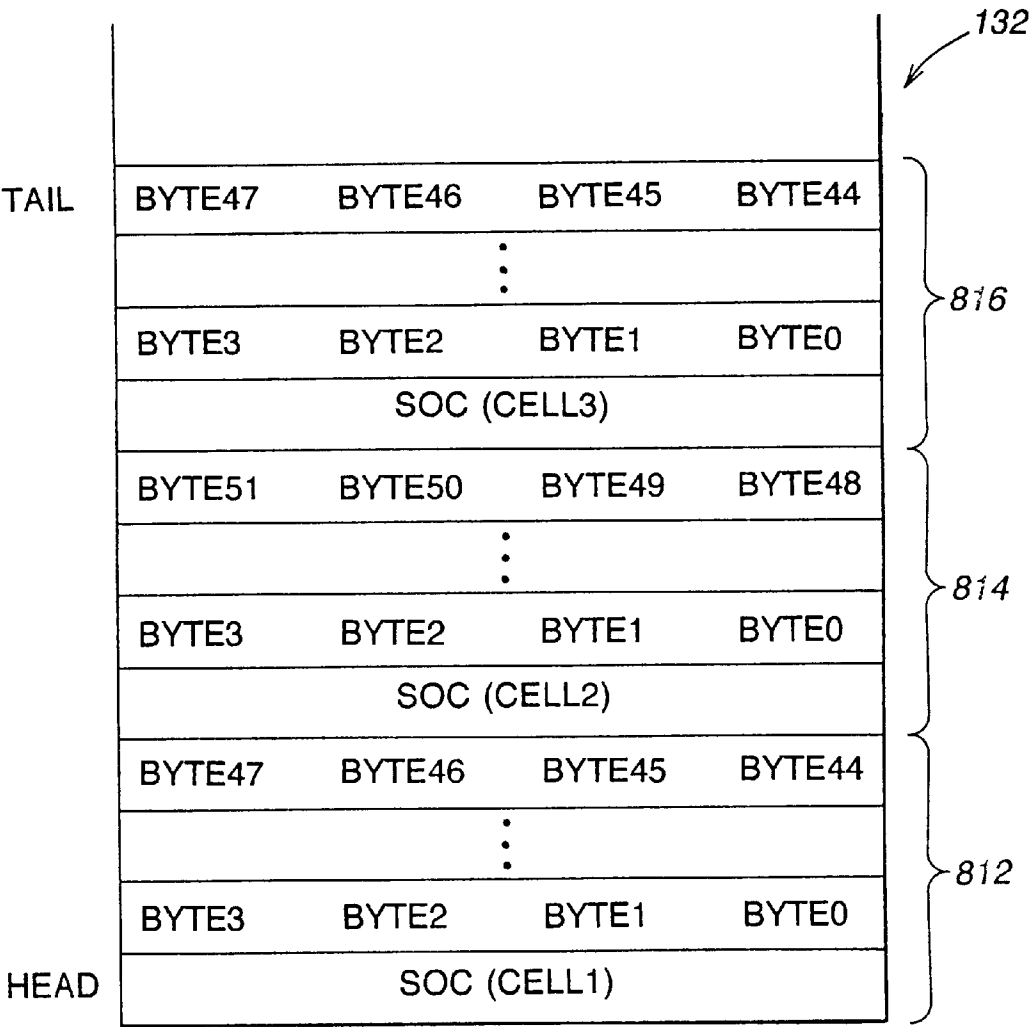 132
TAIL BYTE47 BYTE46 BYTE45 BYTE44
BYTE3 BYTE2 BYTE1 BYTE0
816
SOC (CELL3)
BYTE51 BYTE50 BYTE49 BYTE48
814
BYTE3 BYTE2 BYTE1 BYTE0
SOC (CELL2)
BYTE47 BYTE46 BYTE45 BYTE44
812
BYTE3 BYTE2 BYTE1 BYTE0
HEAD SOC (CELL1)